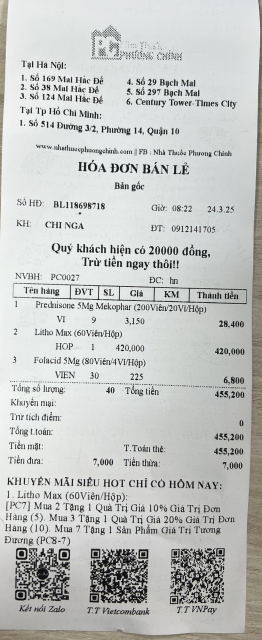 PC Nhà Thuốc
PHƯƠNG CHÍNH
Tại Hà Nội:
1. Số 169 Mai Hắc Đế 4. Số 29 Bạch Mai
2. Số 38 Mai Hắc Đế 5. Số 297 Bạch Mai
3. Số 124 Mai Hắc Đế 6. Century Tower-Times City
Tại Tp Hồ Chí Minh:
1. Số 514 Đường 3/2, Phường 14, Quận 10
www.nhathuocphuongchinh.com || FB : Nhà Thuốc Phương Chính
HÓA ĐƠN BÁN LẺ
Bản gốc
Số HĐ: BL118698718 Giờ: 08:22 24.3.25
KH: CHI NGA ĐT: 0912141705
Quý khách hiện có 20000 đồng,
Trừ tiền ngay thôi!!
NVBH: PC0027 ĐC: hn
Tên hàng ĐVT SL Giá KM Thành tiền
1 Prednisone 5Mg Mekophar (200Viên/20Vỉ/Hộp)
VI 9 3,150 28,400
2 Litho Max (60Viên/Hộp)
HOP 1 420,000 420,000
3 Folacid 5Mg (80Viên/4Vỉ/Hộp)
VIEN 30 225 6,800
Tổng số lượng: 40 Tổng tiền 455,200
Khuyến mại:
Trừ tích điểm: 0
Tổng t.toán: 455,200
Tiền mặt: T.Toán thẻ: 455,200
Tiền đưa: 7,000 Tiền thừa: 7,000
KHUYẾN MÃI SIÊU HOT CHỈ CÓ HÔM NAY:
1. Litho Max (60Viên/Hộp):
[PC7] Mua 2 Tặng 1 Quà Trị Giá 10% Giá Trị Đơn
Hàng (5). Mua 3 Tặng 1 Quà Trị Giá 20% Giá Trị Đơn
Hàng (10). Mua 7 Tặng 1 Sản Phẩm Giá Trị Tương
Đương (PC8-7)
Kết nối Zalo T.T Vietcombank T.T VNPay